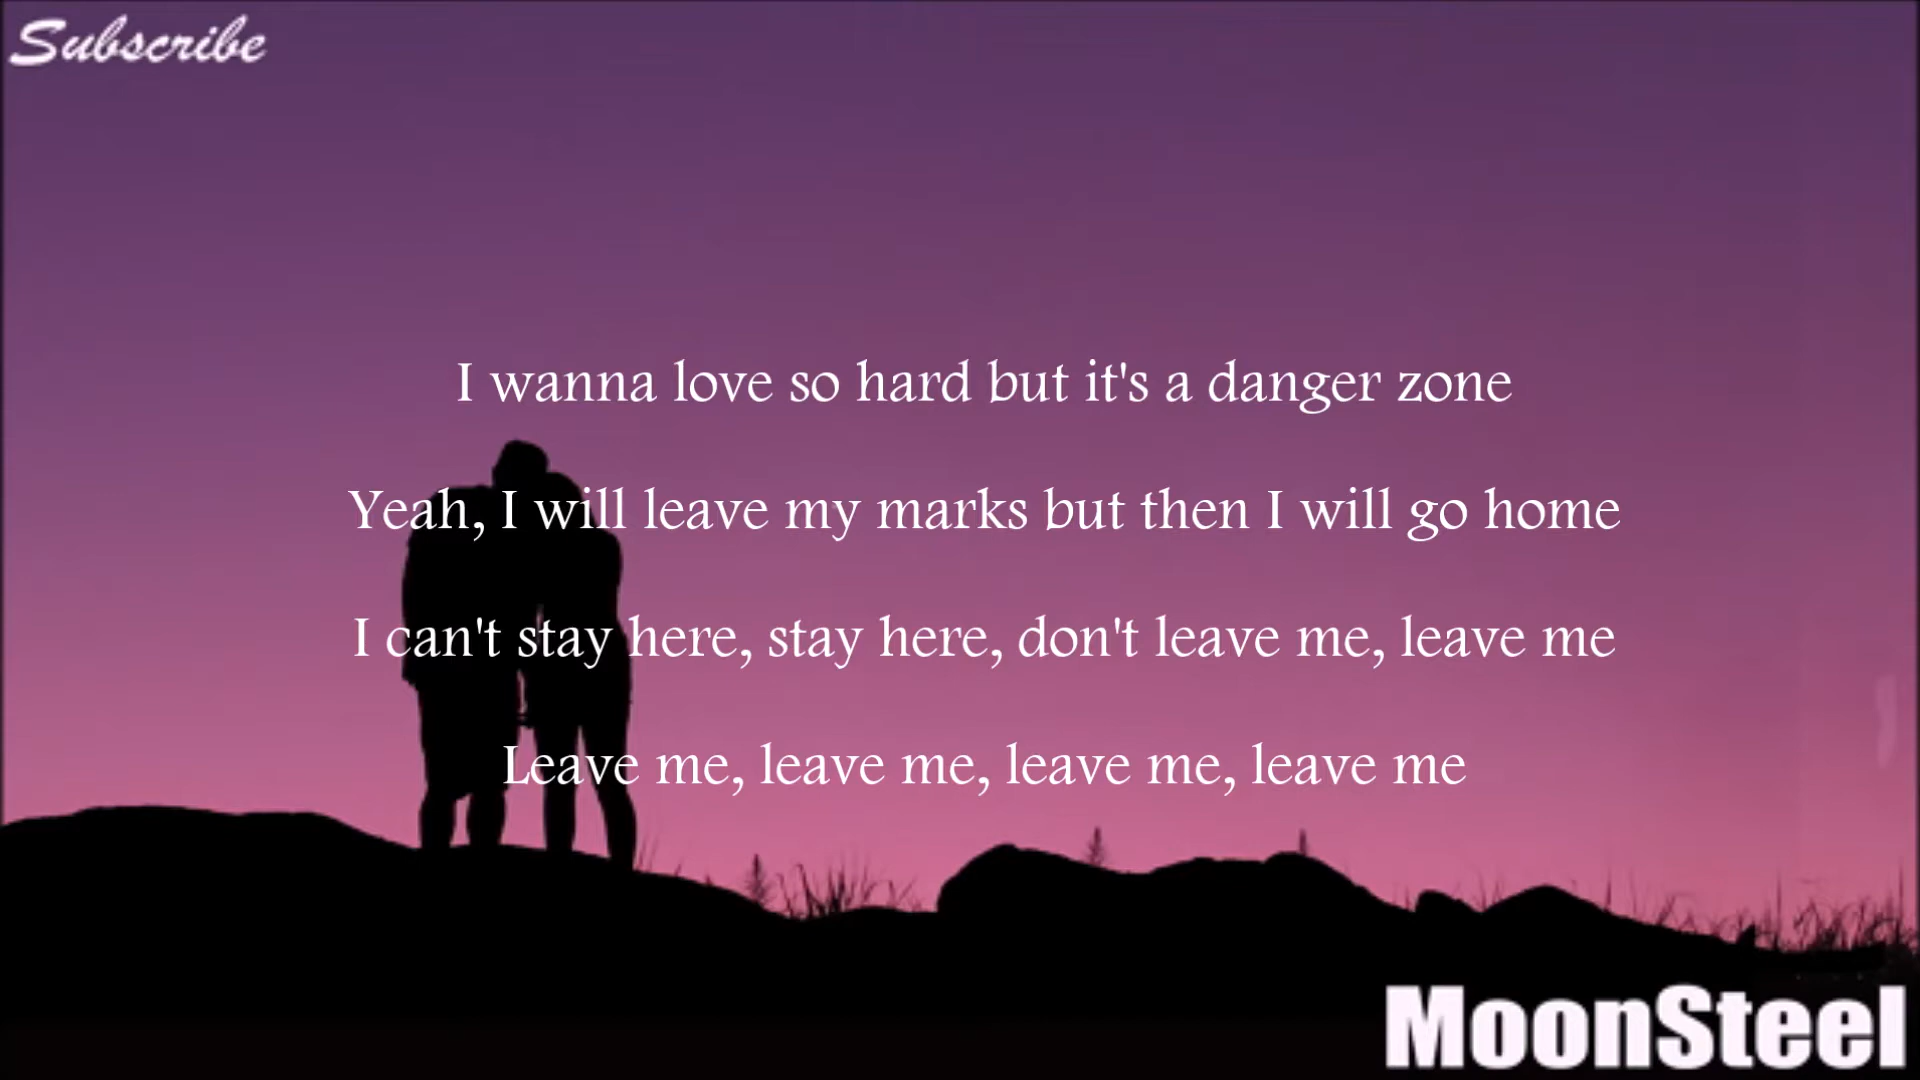 Subscribe
I wanna love so hard but it's a danger zone
Yeah, I will leave my marks but then I will go home
I can't stay here, stay here, don't leave me, leave me
Leave me, leave me, leave me, leave me
MoonSteel